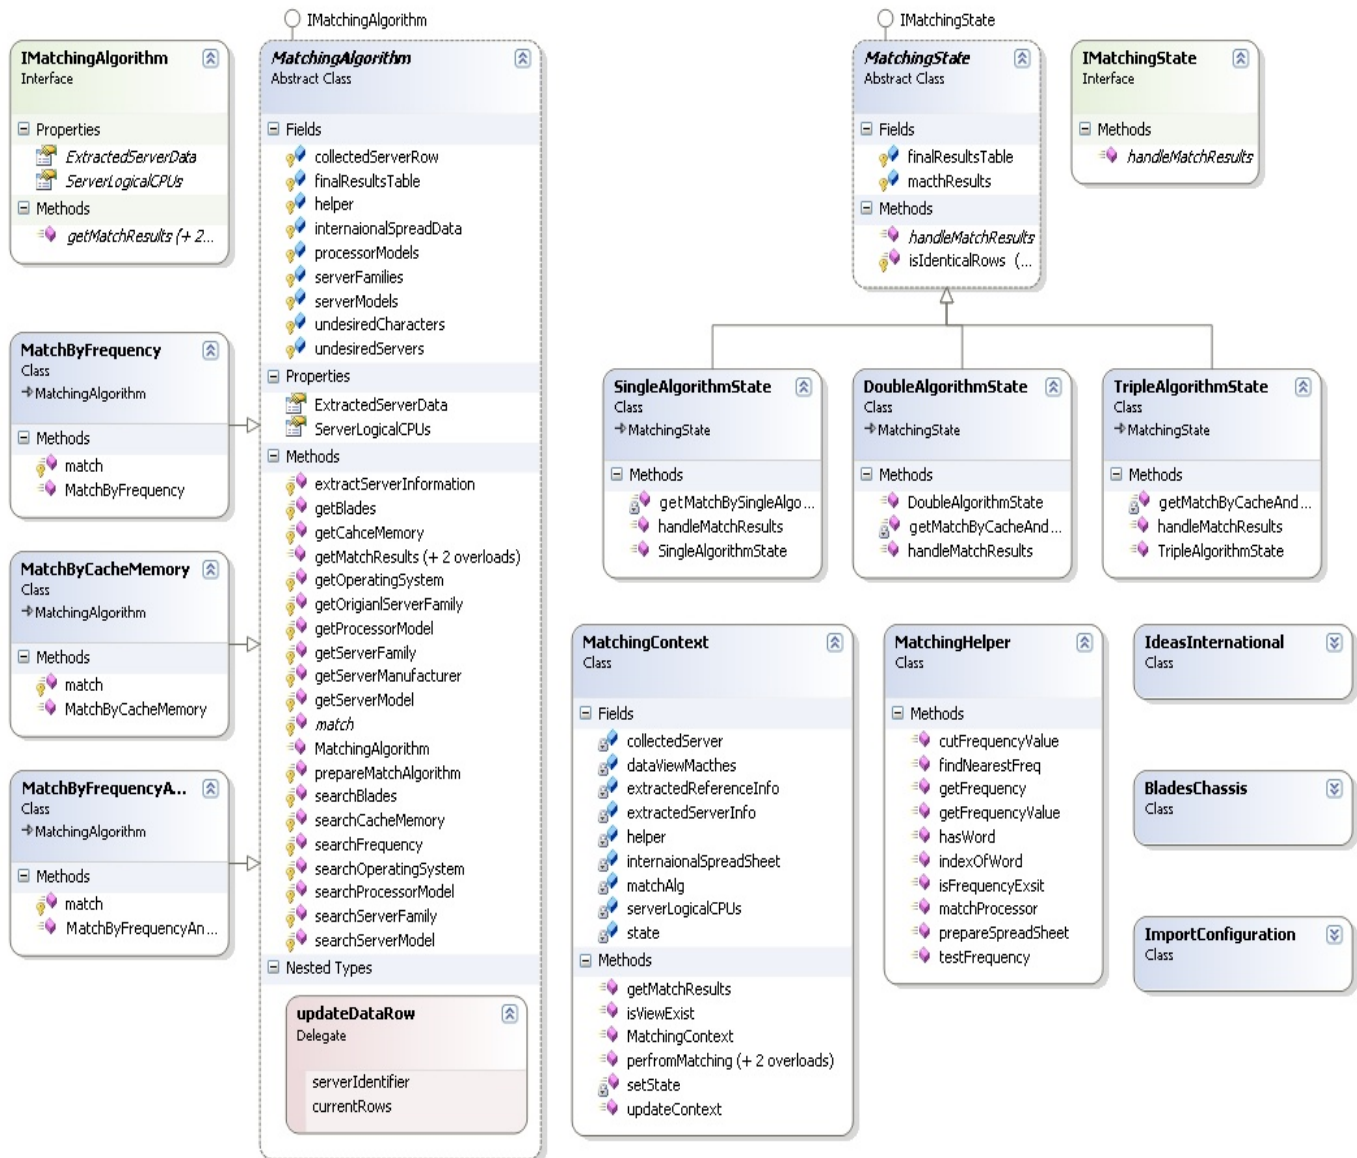 IMatchingAlgorithm
IMatchingAlgorithm
Interface
Properties
ExtractedServerData
ServerLogicalCPUs
Methods
getMatchResults (+ 2...
MatchByFrequency
Class
MatchingAlgorithm
Methods
match
MatchByFrequency
MatchByCacheMemory
Class
MatchingAlgorithm
Methods
match
MatchByCacheMemory
MatchByFrequencyA...
Class
MatchingAlgorithm
Methods
match
MatchByFrequencyAn...
MatchingAlgorithm
Abstract Class
Fields
collectedServerRow
finalResultsTable
helper
internaionalSpreadData
processorModels
serverFamilies
serverModels
undesiredCharacters
undesiredServers
Properties
ExtractedServerData
ServerLogicalCPUs
Methods
extractServerInformation
getBlades
getCahceMemory
getMatchResults (+ 2 overloads)
getOperatingSystem
getOrigianlServerFamily
getProcessorModel
getServerFamily
getServerManufacturer
getServerModel
match
MatchingAlgorithm
prepareMatchAlgorithm
searchBlades
searchCacheMemory
searchFrequency
searchOperatingSystem
searchProcessorModel
searchServerFamily
searchServerModel
Nested Types
updateDataRow
Delegate
serverIdentifier
currentRows
IMatchingState
MatchingState
Abstract Class
Fields
finalResultsTable
macthResults
Methods
handleMatchResults
isIdenticalRows (...
IMatchingState
Interface
Methods
handleMatchResults
SingleAlgorithmState
Class
MatchingState
Methods
getMatchBySingleAlgo...
handleMatchResults
SingleAlgorithmState
DoubleAlgorithmState
Class
MatchingState
Methods
DoubleAlgorithmState
getMatchByCacheAnd...
handleMatchResults
TripleAlgorithmState
Class
MatchingState
Methods
getMatchByCacheAnd...
handleMatchResults
TripleAlgorithmState
MatchingContext
Class
Fields
collectedServer
dataViewMacthes
extractedReferenceInfo
extractedServerInfo
helper
internaionalSpreadSheet
matchAlg
serverLogicalCPUs
state
Methods
getMatchResults
isViewExist
MatchingContext
perfromMatching (+ 2 overloads)
setState
updateContext
MatchingHelper
Class
Methods
cutFrequencyValue
findNearestFreq
getFrequency
getFrequencyValue
hasWord
indexOfWord
isFrequencyExsit
matchProcessor
prepareSpreadSheet
testFrequency
IdeasInternational
Class
BladesChassis
Class
ImportConfiguration
Class